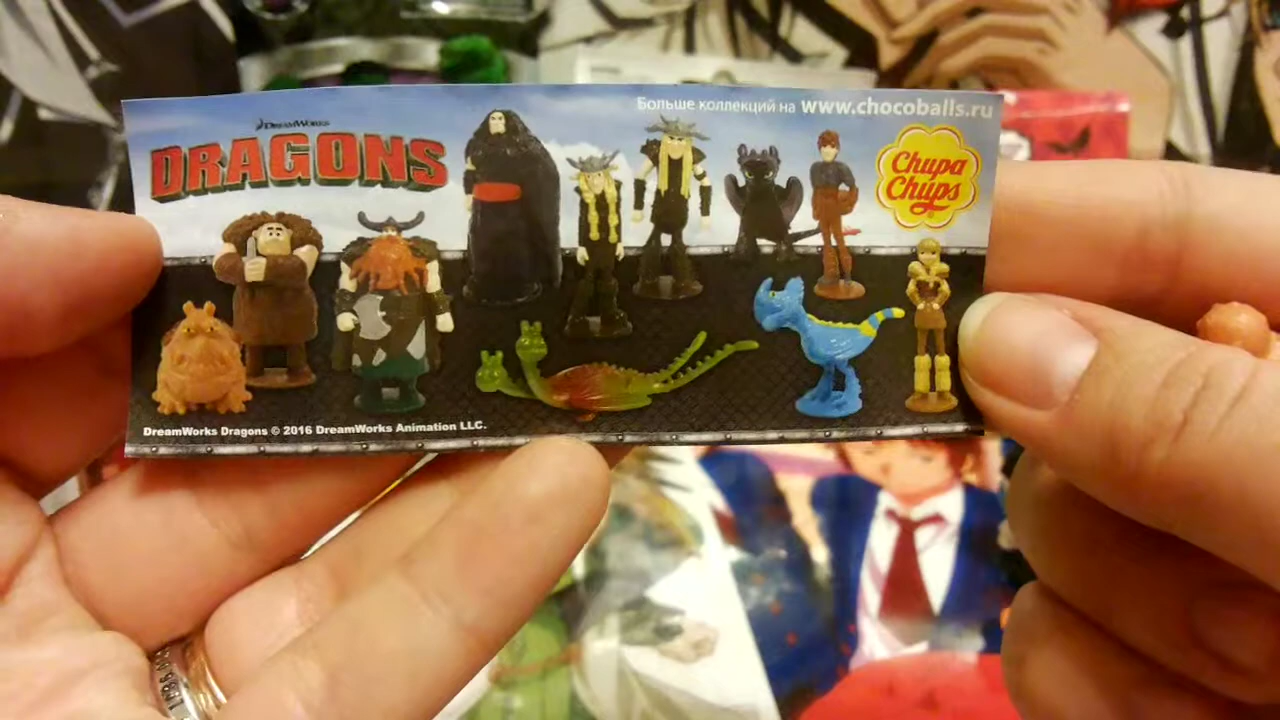 Больше коллекций на www.chocoballs.ru
DREAMWORKS
DRAGONS
Chupa
Chups
DreamWorks Dragons © 2016 DreamWorks Animation LLC.